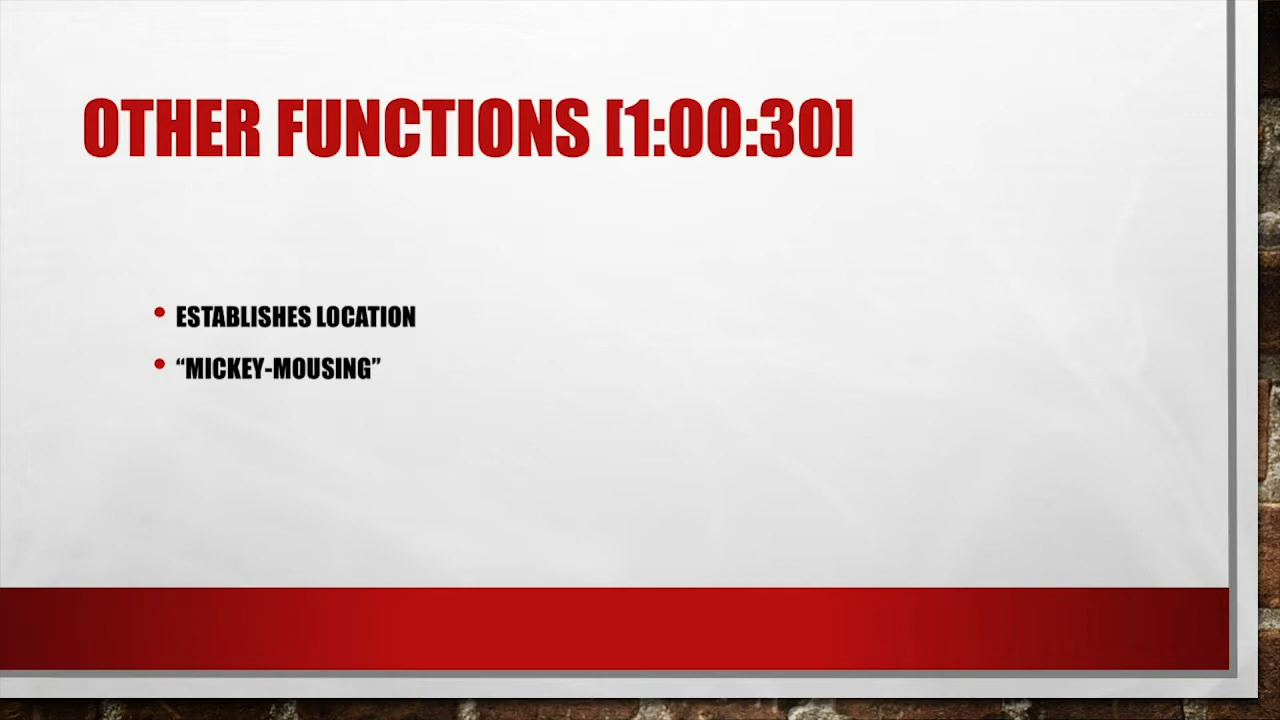 OTHER FUNCTIONS [1:00:30]
• ESTABLISHES LOCATION
• “MICKEY-MOUSING”